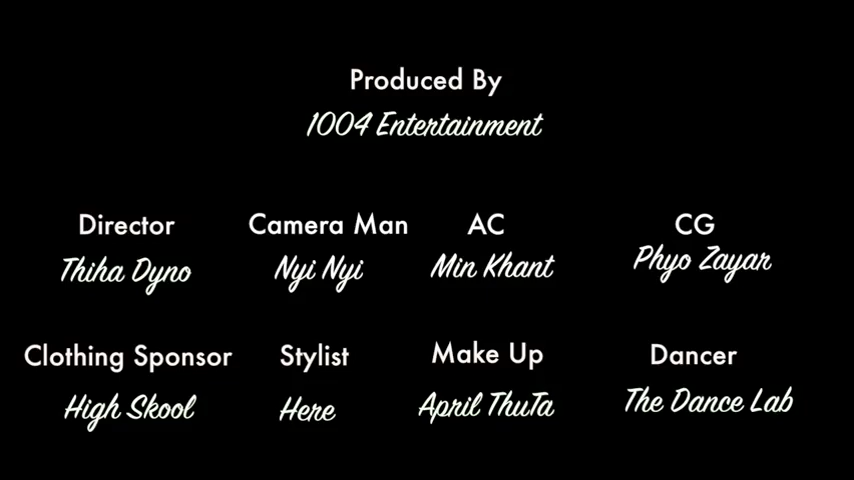 Produced By
1004 Entertainment
Director Camera Man AC CG
Thiha Dyno Nyi Nyi Min Khant Phyo Zayar
Clothing Sponsor Stylist Make Up Dancer
High Skool Here April ThuTa The Dance Lab